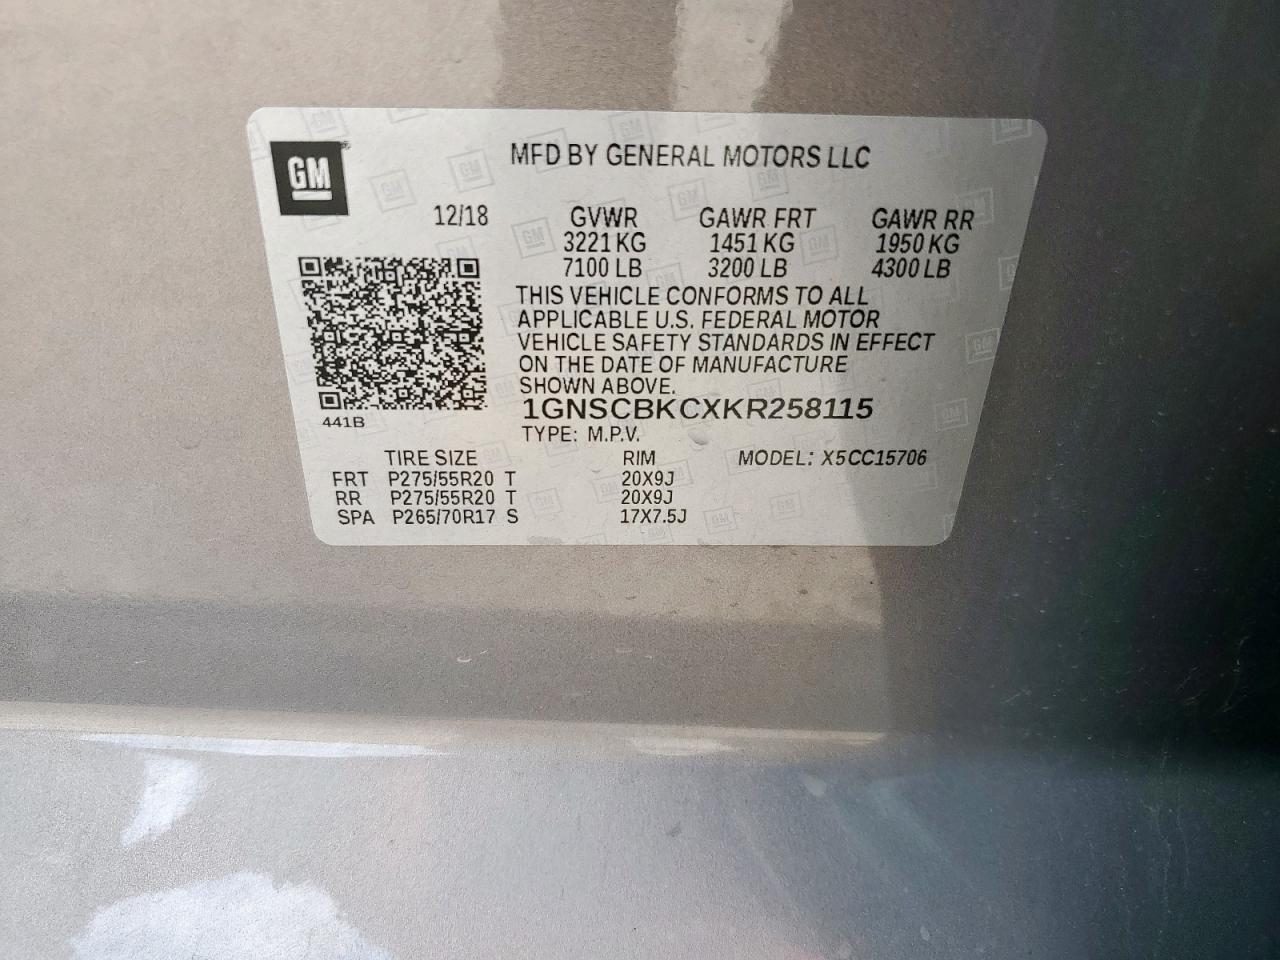 GM
MFD BY GENERAL MOTORS LLC
12/18 GVWR GAWR FRT GAWR RR
3221 KG 1451 KG 1950 KG
7100 LB 3200 LB 4300 LB
THIS VEHICLE CONFORMS TO ALL
APPLICABLE U.S. FEDERAL MOTOR
VEHICLE SAFETY STANDARDS IN EFFECT
ON THE DATE OF MANUFACTURE
SHOWN ABOVE.
1GNSCBKCXKR258115
441B
TYPE: M.P.V.
TIRE SIZE RIM MODEL: X5CC15706
FRT P275/55R20 T 20X9J
RR P275/55R20 T 20X9J
SPA P265/70R17 S 17X7.5J